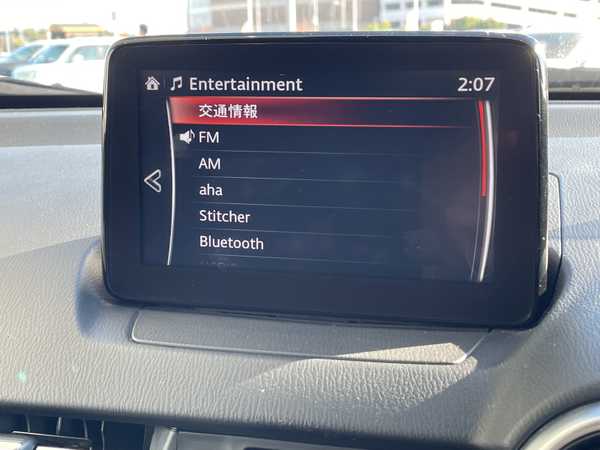 Entertainment 2:07
交通情報
FM
AM
aha
Stitcher
Bluetooth